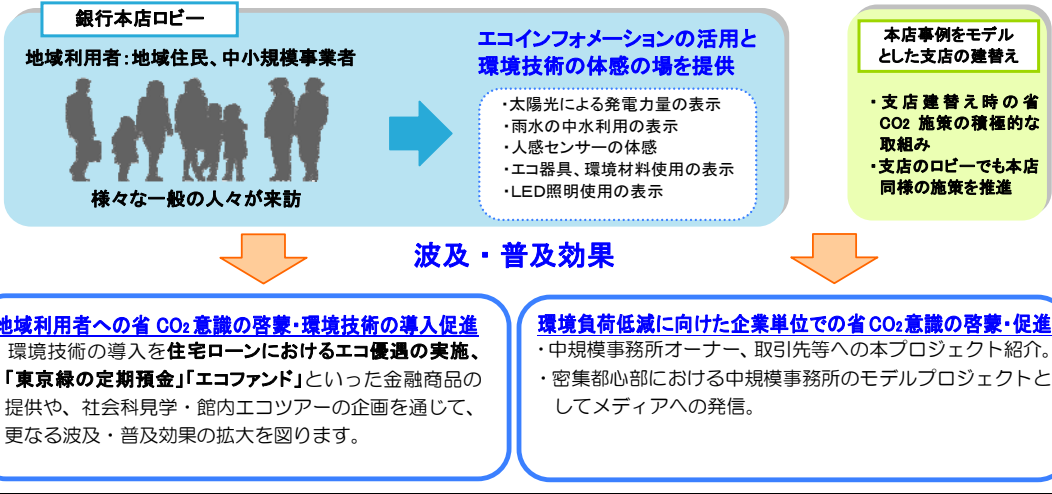 銀行本店ロビー
地域利用者：地域住民、中小規模事業者
様々な一般の人々が来訪
エコインフォメーションの活用と
環境技術の体感の場を提供
・太陽光による発電力量の表示
・雨水の中水利用の表示
・人感センサーの体感
・エコ器具、環境材料使用の表示
・LED照明使用の表示
本店事例をモデル
とした支店の建替え
・支店建替え時の省
CO2 施策の積極的な
取組み
・支店のロビーでも本店
同様の施策を推進
波及・普及効果
地域利用者への省 CO2意識の啓蒙・環境技術の導入促進
環境技術の導入を住宅ローンにおけるエコ優遇の実施、
「東京緑の定期預金」「エコファンド」といった金融商品の
提供や、社会科見学・館内エコツアーの企画を通じて、
更なる波及・普及効果の拡大を図ります。
環境負荷低減に向けた企業単位での省CO2意識の啓蒙・促進
・中規模事務所オーナー、取引先等への本プロジェクト紹介。
・密集都心部における中規模事務所のモデルプロジェクトと
してメディアへの発信。